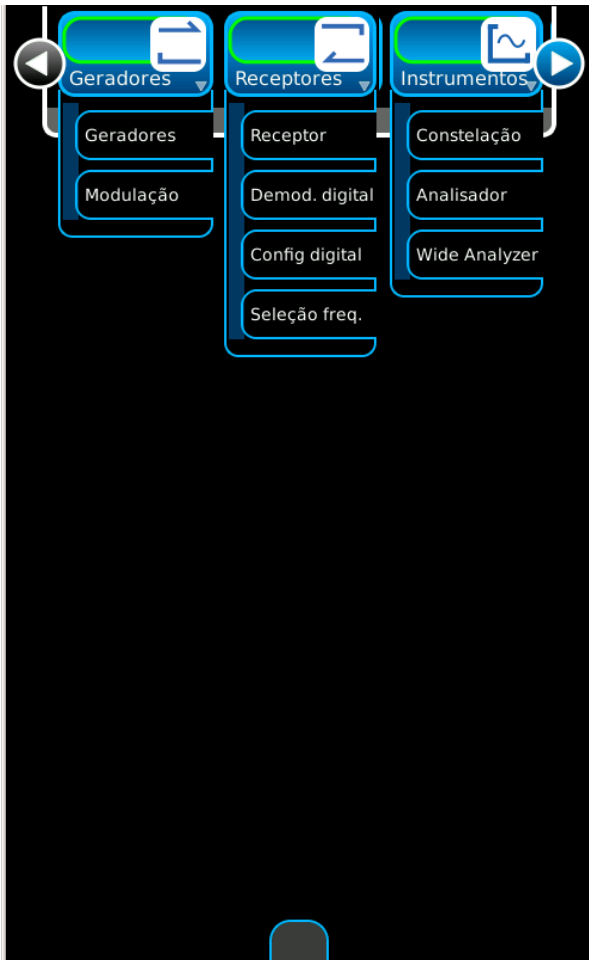 Geradores
Receptores
Instrumentos
Geradores
Receptor
Constelação
Modulação
Demod. digital
Analisador
Config digital
Wide Analyzer
Seleção freq.